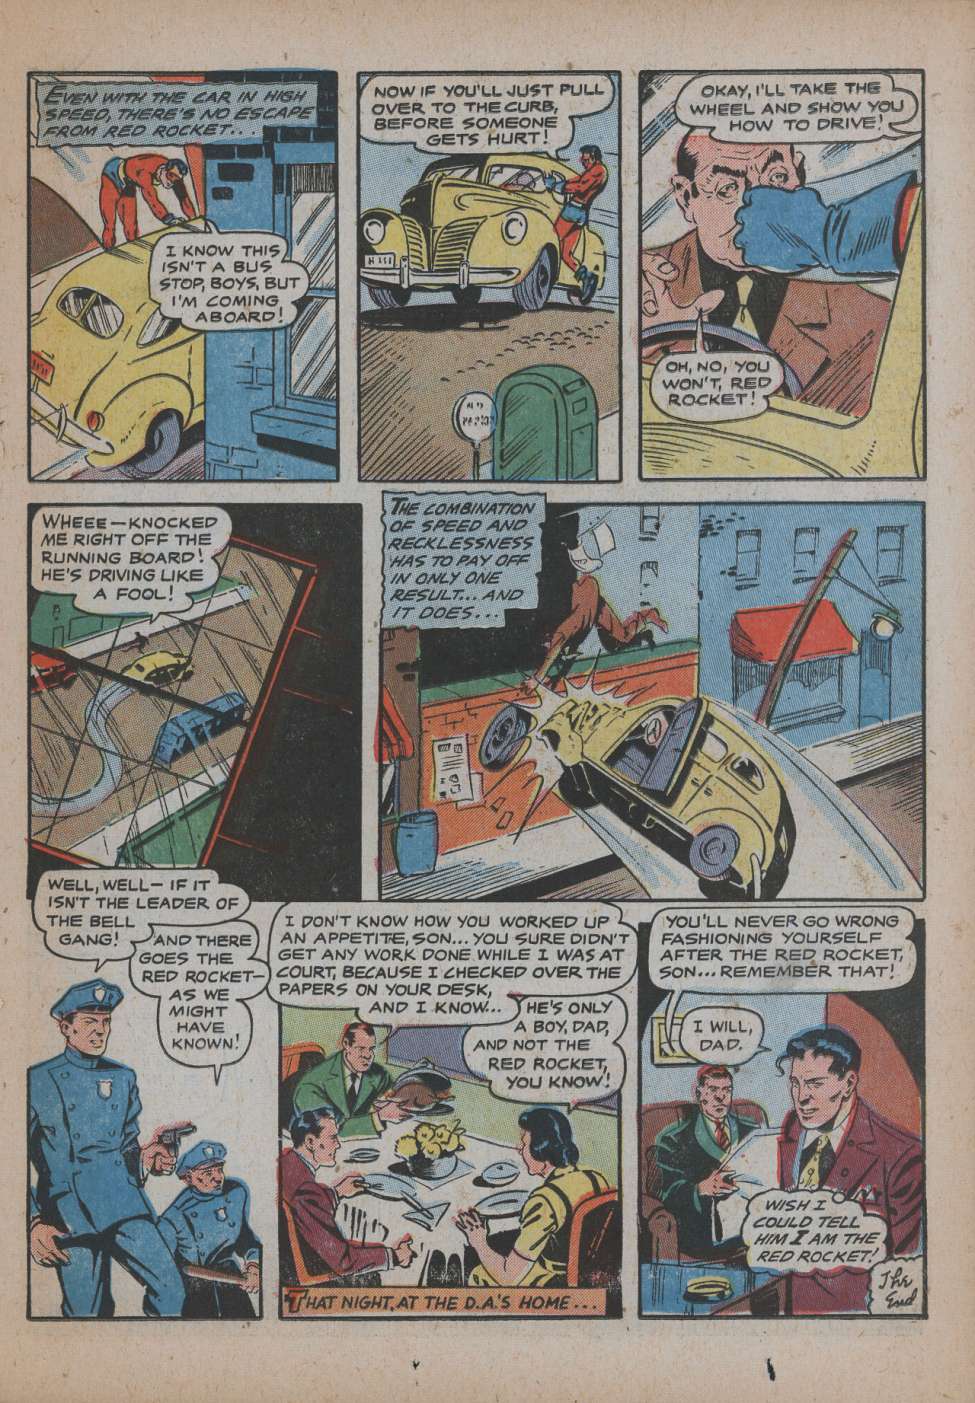 EVEN WITH THE CAR IN HIGH
SPEED, THERE'S NO ESCAPE
FROM RED ROCKET...
I KNOW THIS
ISN'T A BUS
STOP, BOYS, BUT
I'M COMING
ABOARD!
NOW IF YOU'LL JUST PULL
OVER TO THE CURB,
BEFORE SOMEONE
GETS HURT!
OKAY, I'LL TAKE THE
WHEEL AND SHOW YOU
HOW TO DRIVE!
OH, NO, YOU
WON'T, RED
ROCKET!
WHEEE—KNOCKED
ME RIGHT OFF THE
RUNNING BOARD!
HE'S DRIVING LIKE
A FOOL!
THE COMBINATION
OF SPEED AND
RECKLESSNESS
HAS TO PAY OFF
IN ONLY ONE
RESULT... AND
IT DOES...
WELL, WELL— IF IT
ISN'T THE LEADER OF
THE BELL
GANG!
AND THERE
GOES THE
RED ROCKET—
AS WE
MIGHT
HAVE
KNOWN!
I DON'T KNOW HOW YOU WORKED UP
AN APPETITE, SON... YOU SURE DIDN'T
GET ANY WORK DONE WHILE I WAS AT
COURT, BECAUSE I CHECKED OVER THE
PAPERS ON YOUR DESK,
AND I KNOW...
HE'S ONLY
A BOY, DAD,
AND NOT THE
RED ROCKET,
YOU KNOW!
THAT NIGHT, AT THE D.A.'S HOME...
YOU'LL NEVER GO WRONG
FASHIONING YOURSELF
AFTER THE RED ROCKET,
SON... REMEMBER THAT!
I WILL,
DAD.
WISH I
COULD TELL
HIM I AM THE
RED ROCKET!
The
End